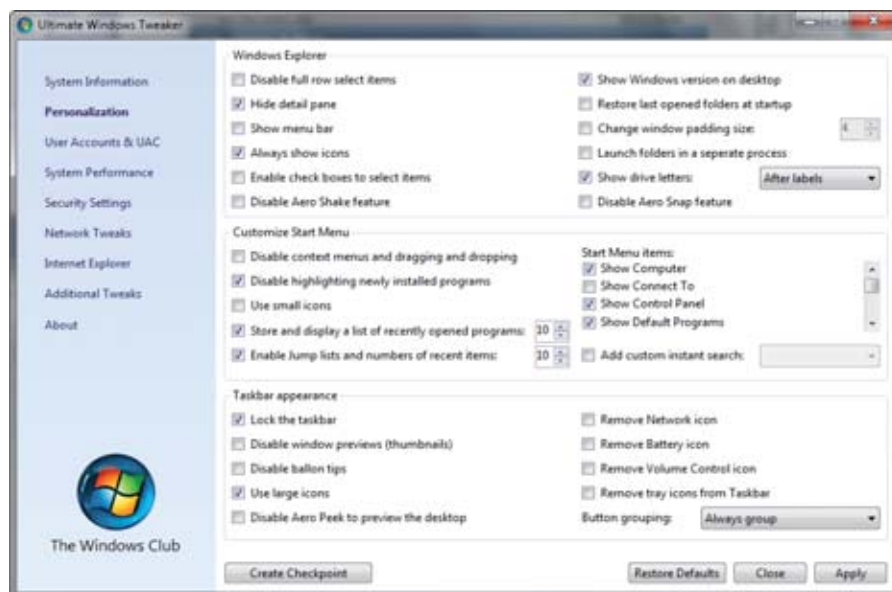 Ultimate Windows Tweaker
System Information
Personalization
User Accounts & UAC
System Performance
Security Settings
Network Tweaks
Internet Explorer
Additional Tweaks
About
The Windows Club
Windows Explorer
Disable full row select items
Hide detail pane
Show menu bar
Always show icons
Enable check boxes to select items
Disable Aero Shake feature
Show Windows version on desktop
Restore last opened folders at startup
Change window padding size:
4
Launch folders in a seperate process
Show drive letters:
After labels
Disable Aero Snap feature
Customize Start Menu
Disable context menus and dragging and dropping
Disable highlighting newly installed programs
Use small icons
Store and display a list of recently opened programs:
10
Enable Jump lists and numbers of recent items:
10
Start Menu items:
Show Computer
Show Connect To
Show Control Panel
Show Default Programs
Add custom instant search:
Taskbar appearance
Lock the taskbar
Disable window previews (thumbnails)
Disable ballon tips
Use large icons
Disable Aero Peek to preview the desktop
Remove Network icon
Remove Battery icon
Remove Volume Control icon
Remove tray icons from Taskbar
Button grouping:
Always group
Create Checkpoint
Restore Defaults
Close
Apply